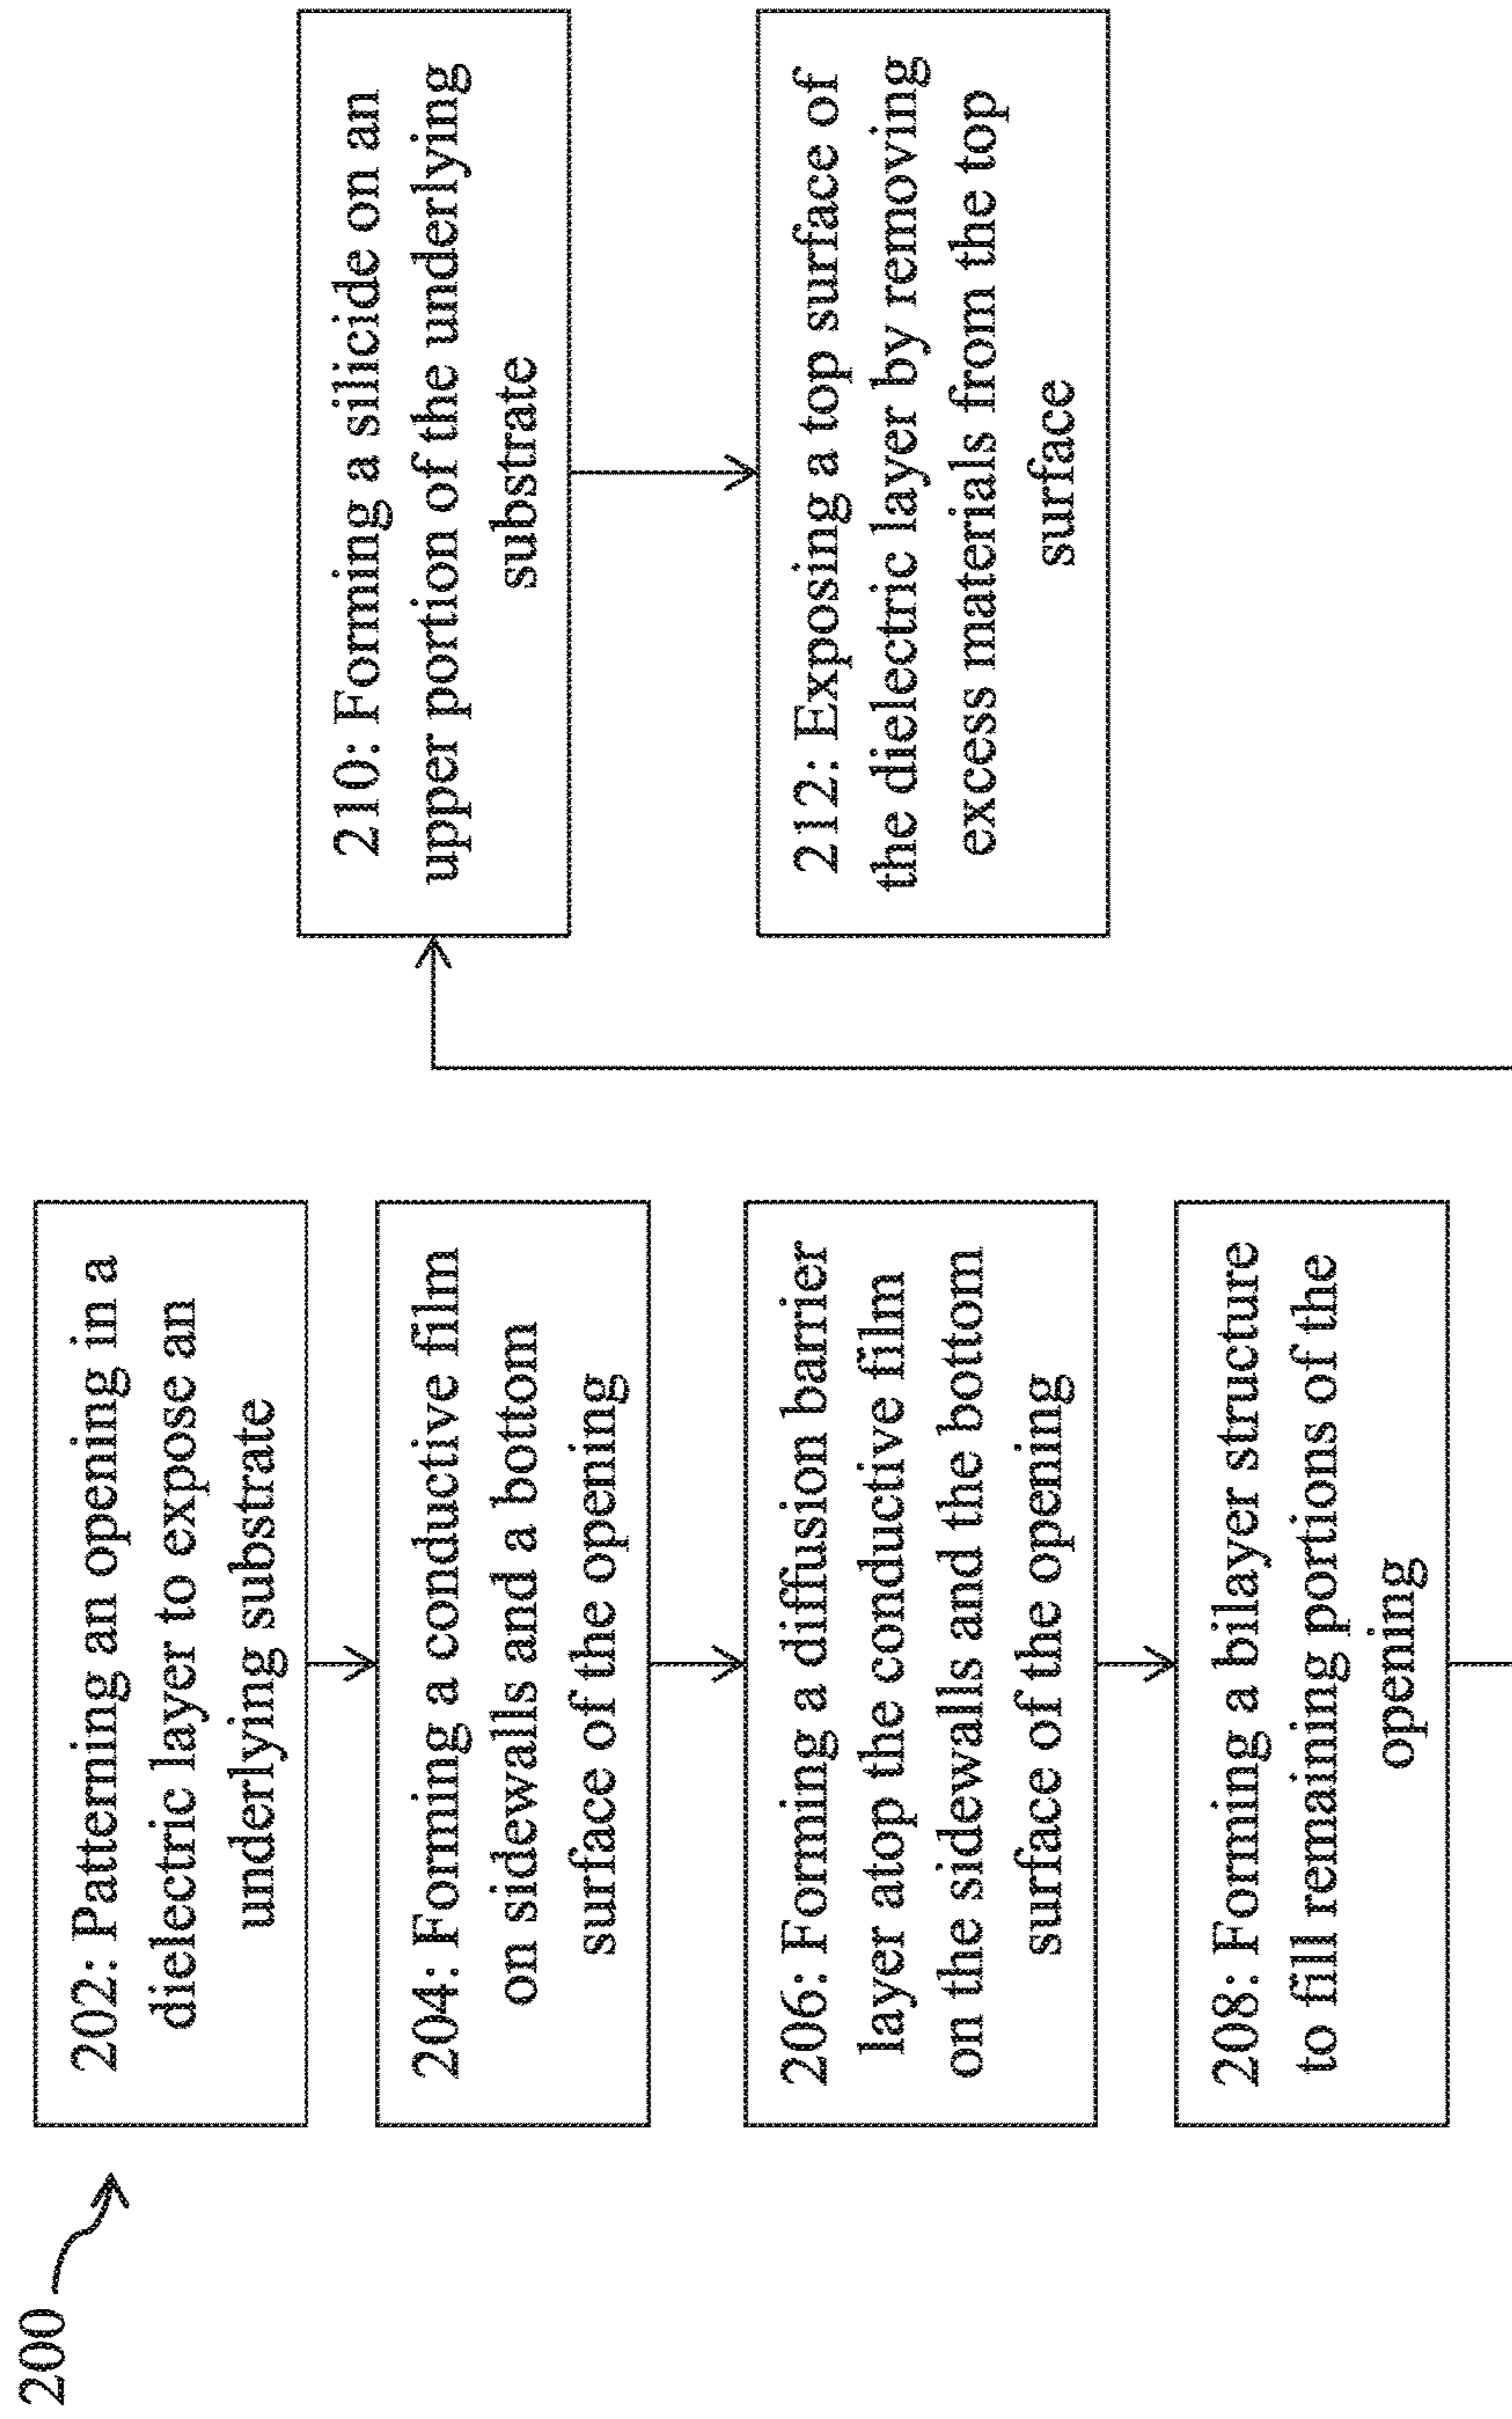 200
202: Patterning an opening in a
dielectric layer to expose an
underlying substrate
204: Forming a conductive film
on sidewalls and a bottom
surface of the opening
206: Forming a diffusion barrier
layer atop the conductive film
on the sidewalls and the bottom
surface of the opening
208: Forming a bilayer structure
to fill remaining portions of the
opening
210: Forming a silicide on an
upper portion of the underlying
substrate
212: Exposing a top surface of
the dielectric layer by removing
excess materials from the top
surface